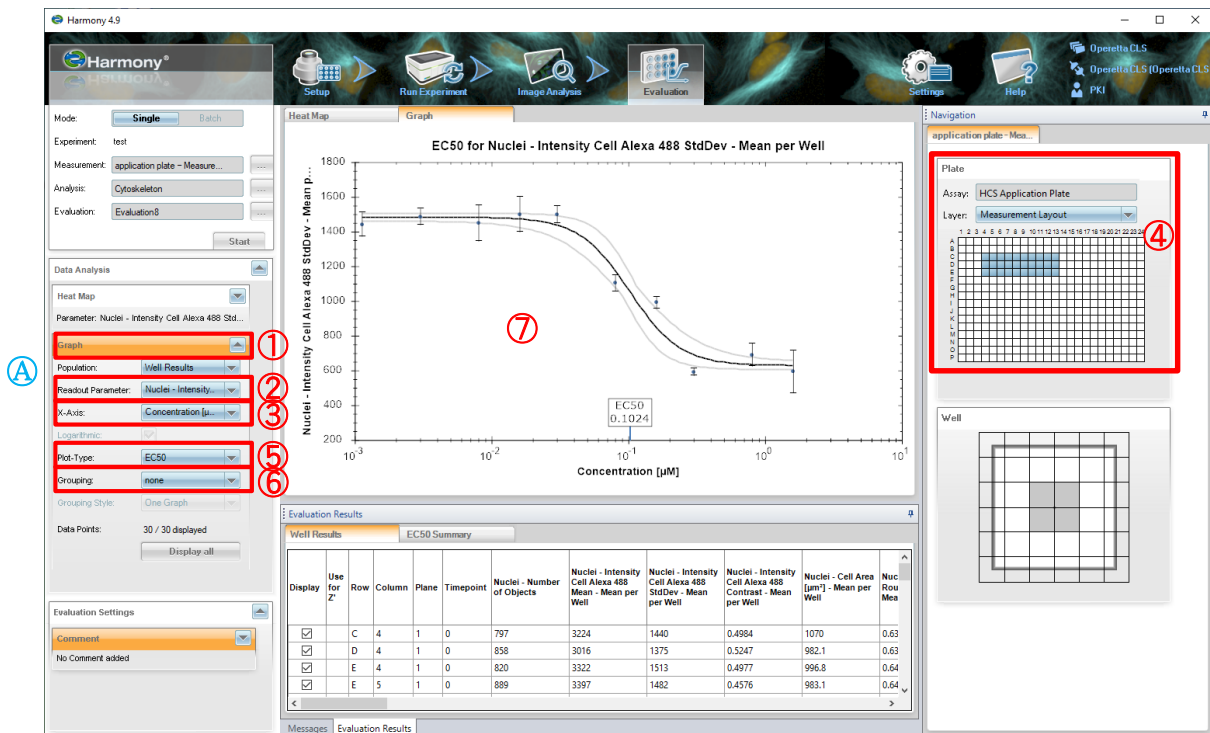 Harmony 4.9
Harmony®
Setup
Run Experiment
Image Analysis
Evaluation
Settings
Help
Operetta CLS
Operetta CLS [Operetta CLS
PKI
Mode: Single Batch
Experiment: test
Measurement: application plate – Measure... ...
Analysis: Cytoskeleton ...
Evaluation: Evaluation8 ...
Start
Data Analysis
Heat Map
Parameter: Nuclei - Intensity Cell Alexa 488 Std...
Graph ①
Ⓐ
Population: Well Results
Readout Parameter: Nuclei - Intensity.. ②
X-Axis: Concentration [µ... ③
Logarithmic:
Plot-Type: EC50 ⑤
Grouping: none ⑥
Grouping Style: One Graph
Data Points: 30 / 30 displayed
Display all
Evaluation Settings
Comment
No Comment added
Heat Map Graph
EC50 for Nuclei - Intensity Cell Alexa 488 StdDev - Mean per Well
Nuclei - Intensity Cell Alexa 488 StdDev - Mean p...
1800
1600
1400
1200
1000
800
600
400
200
⑦
EC50
0.1024
10-3 10-2 10-1 100 101
Concentration [µM]
Evaluation Results
Well Results EC50 Summary
Display Use for Z' Row Column Plane Timepoint Nuclei - Number of Objects Nuclei - Intensity Cell Alexa 488 Mean - Mean per Well Nuclei - Intensity Cell Alexa 488 StdDev - Mean per Well Nuclei - Intensity Cell Alexa 488 Contrast - Mean per Well Nuclei - Cell Area [µm²] - Mean per Well Nuc Rou Mea
C 4 1 0 797 3224 1440 0.4984 1070 0.63
D 4 1 0 858 3016 1375 0.5247 982.1 0.63
E 4 1 0 820 3322 1513 0.4977 996.8 0.64
E 5 1 0 889 3397 1482 0.4576 983.1 0.64
Messages Evaluation Results
Navigation
application plate – Mea...
Plate
Assay: HCS Application Plate
Layer: Measurement Layout
④
1 2 3 4 5 6 7 8 9 10 11 12 13 14 15 16 17 18 19 20 21 22 23 24
A
B
C
D
E
F
G
H
I
J
K
L
M
N
O
P
Well